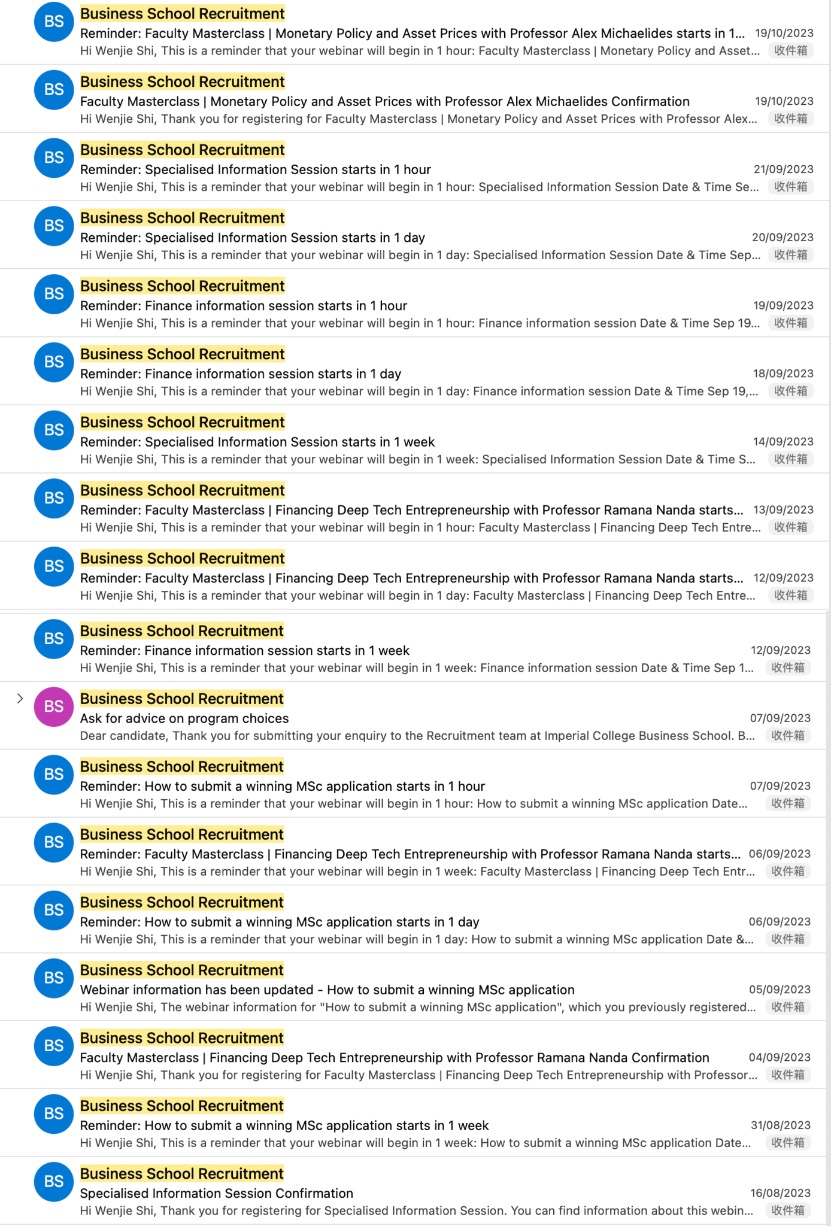 BS
Business School Recruitment
Reminder: Faculty Masterclass | Monetary Policy and Asset Prices with Professor Alex Michaelides starts in 1... 19/10/2023
Hi Wenjie Shi, This is a reminder that your webinar will begin in 1 hour: Faculty Masterclass | Monetary Policy and Asset... 收件箱
BS
Business School Recruitment
Faculty Masterclass | Monetary Policy and Asset Prices with Professor Alex Michaelides Confirmation 19/10/2023
Hi Wenjie Shi, Thank you for registering for Faculty Masterclass | Monetary Policy and Asset Prices with Professor Alex... 收件箱
BS
Business School Recruitment
Reminder: Specialised Information Session starts in 1 hour 21/09/2023
Hi Wenjie Shi, This is a reminder that your webinar will begin in 1 hour: Specialised Information Session Date & Time Se... 收件箱
BS
Business School Recruitment
Reminder: Specialised Information Session starts in 1 day 20/09/2023
Hi Wenjie Shi, This is a reminder that your webinar will begin in 1 day: Specialised Information Session Date & Time Sep... 收件箱
BS
Business School Recruitment
Reminder: Finance information session starts in 1 hour 19/09/2023
Hi Wenjie Shi, This is a reminder that your webinar will begin in 1 hour: Finance information session Date & Time Sep 19... 收件箱
BS
Business School Recruitment
Reminder: Finance information session starts in 1 day 18/09/2023
Hi Wenjie Shi, This is a reminder that your webinar will begin in 1 day: Finance information session Date & Time Sep 19,... 收件箱
BS
Business School Recruitment
Reminder: Specialised Information Session starts in 1 week 14/09/2023
Hi Wenjie Shi, This is a reminder that your webinar will begin in 1 week: Specialised Information Session Date & Time S... 收件箱
BS
Business School Recruitment
Reminder: Faculty Masterclass | Financing Deep Tech Entrepreneurship with Professor Ramana Nanda starts... 13/09/2023
Hi Wenjie Shi, This is a reminder that your webinar will begin in 1 hour: Faculty Masterclass | Financing Deep Tech Entre... 收件箱
BS
Business School Recruitment
Reminder: Faculty Masterclass | Financing Deep Tech Entrepreneurship with Professor Ramana Nanda starts... 12/09/2023
Hi Wenjie Shi, This is a reminder that your webinar will begin in 1 day: Faculty Masterclass | Financing Deep Tech Entre... 收件箱
BS
Business School Recruitment
Reminder: Finance information session starts in 1 week 12/09/2023
Hi Wenjie Shi, This is a reminder that your webinar will begin in 1 week: Finance information session Date & Time Sep 1... 收件箱
BS
Business School Recruitment
Ask for advice on program choices 07/09/2023
Dear candidate, Thank you for submitting your enquiry to the Recruitment team at Imperial College Business School. B... 收件箱
BS
Business School Recruitment
Reminder: How to submit a winning MSc application starts in 1 hour 07/09/2023
Hi Wenjie Shi, This is a reminder that your webinar will begin in 1 hour: How to submit a winning MSc application Date... 收件箱
BS
Business School Recruitment
Reminder: Faculty Masterclass | Financing Deep Tech Entrepreneurship with Professor Ramana Nanda starts... 06/09/2023
Hi Wenjie Shi, This is a reminder that your webinar will begin in 1 week: Faculty Masterclass | Financing Deep Tech Entr... 收件箱
BS
Business School Recruitment
Reminder: How to submit a winning MSc application starts in 1 day 06/09/2023
Hi Wenjie Shi, This is a reminder that your webinar will begin in 1 day: How to submit a winning MSc application Date &... 收件箱
BS
Business School Recruitment
Webinar information has been updated - How to submit a winning MSc application 05/09/2023
Hi Wenjie Shi, The webinar information for "How to submit a winning MSc application", which you previously registered... 收件箱
BS
Business School Recruitment
Faculty Masterclass | Financing Deep Tech Entrepreneurship with Professor Ramana Nanda Confirmation 04/09/2023
Hi Wenjie Shi, Thank you for registering for Faculty Masterclass | Financing Deep Tech Entrepreneurship with Professor... 收件箱
BS
Business School Recruitment
Reminder: How to submit a winning MSc application starts in 1 week 31/08/2023
Hi Wenjie Shi, This is a reminder that your webinar will begin in 1 week: How to submit a winning MSc application Date... 收件箱
BS
Business School Recruitment
Specialised Information Session Confirmation 16/08/2023
Hi Wenjie Shi, Thank you for registering for Specialised Information Session. You can find information about this webin... 收件箱